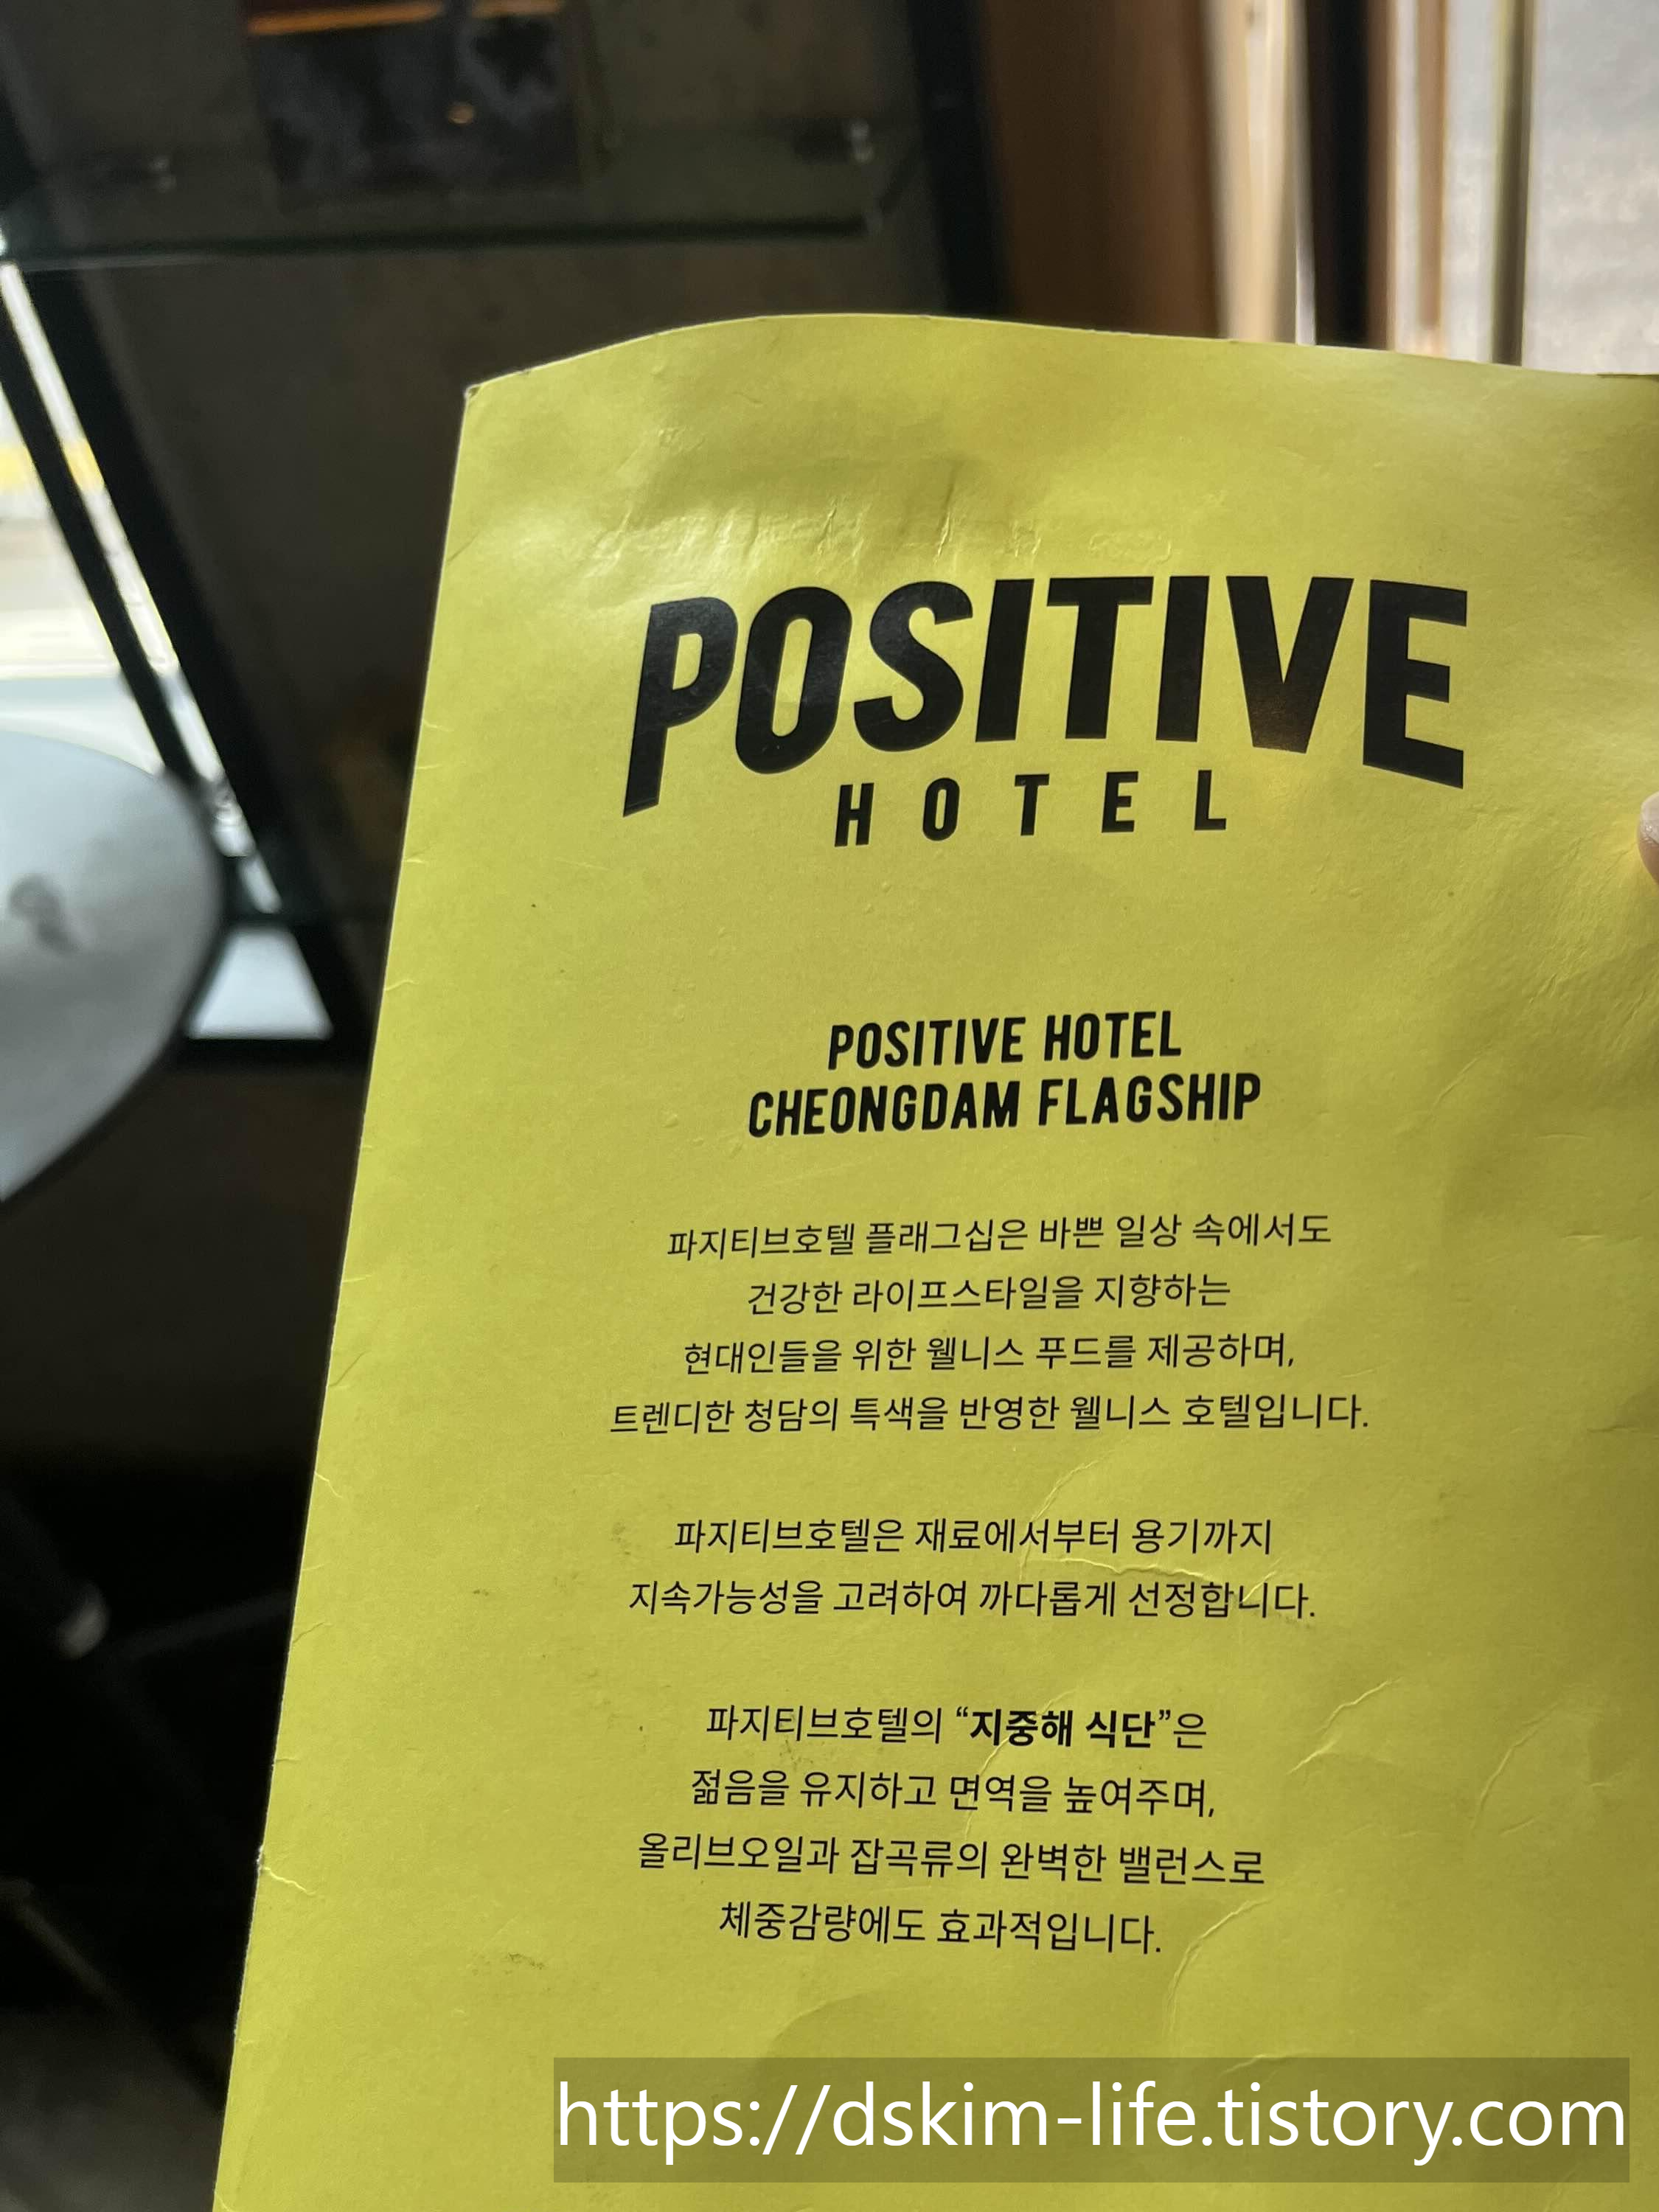 POSITIVE
HOTEL
POSITIVE HOTEL
CHEONGDAM FLAGSHIP
파지티브호텔 플래그십은 바쁜 일상 속에서도
건강한 라이프스타일을 지향하는
현대인들을 위한 웰니스 푸드를 제공하며,
트렌디한 청담의 특색을 반영한 웰니스 호텔입니다.
파지티브호텔은 재료에서부터 용기까지
지속가능성을 고려하여 까다롭게 선정합니다.
파지티브호텔의 “지중해 식단”은
젊음을 유지하고 면역을 높여주며,
올리브오일과 잡곡류의 완벽한 밸런스로
체중감량에도 효과적입니다.
https://dskim-life.tistory.com